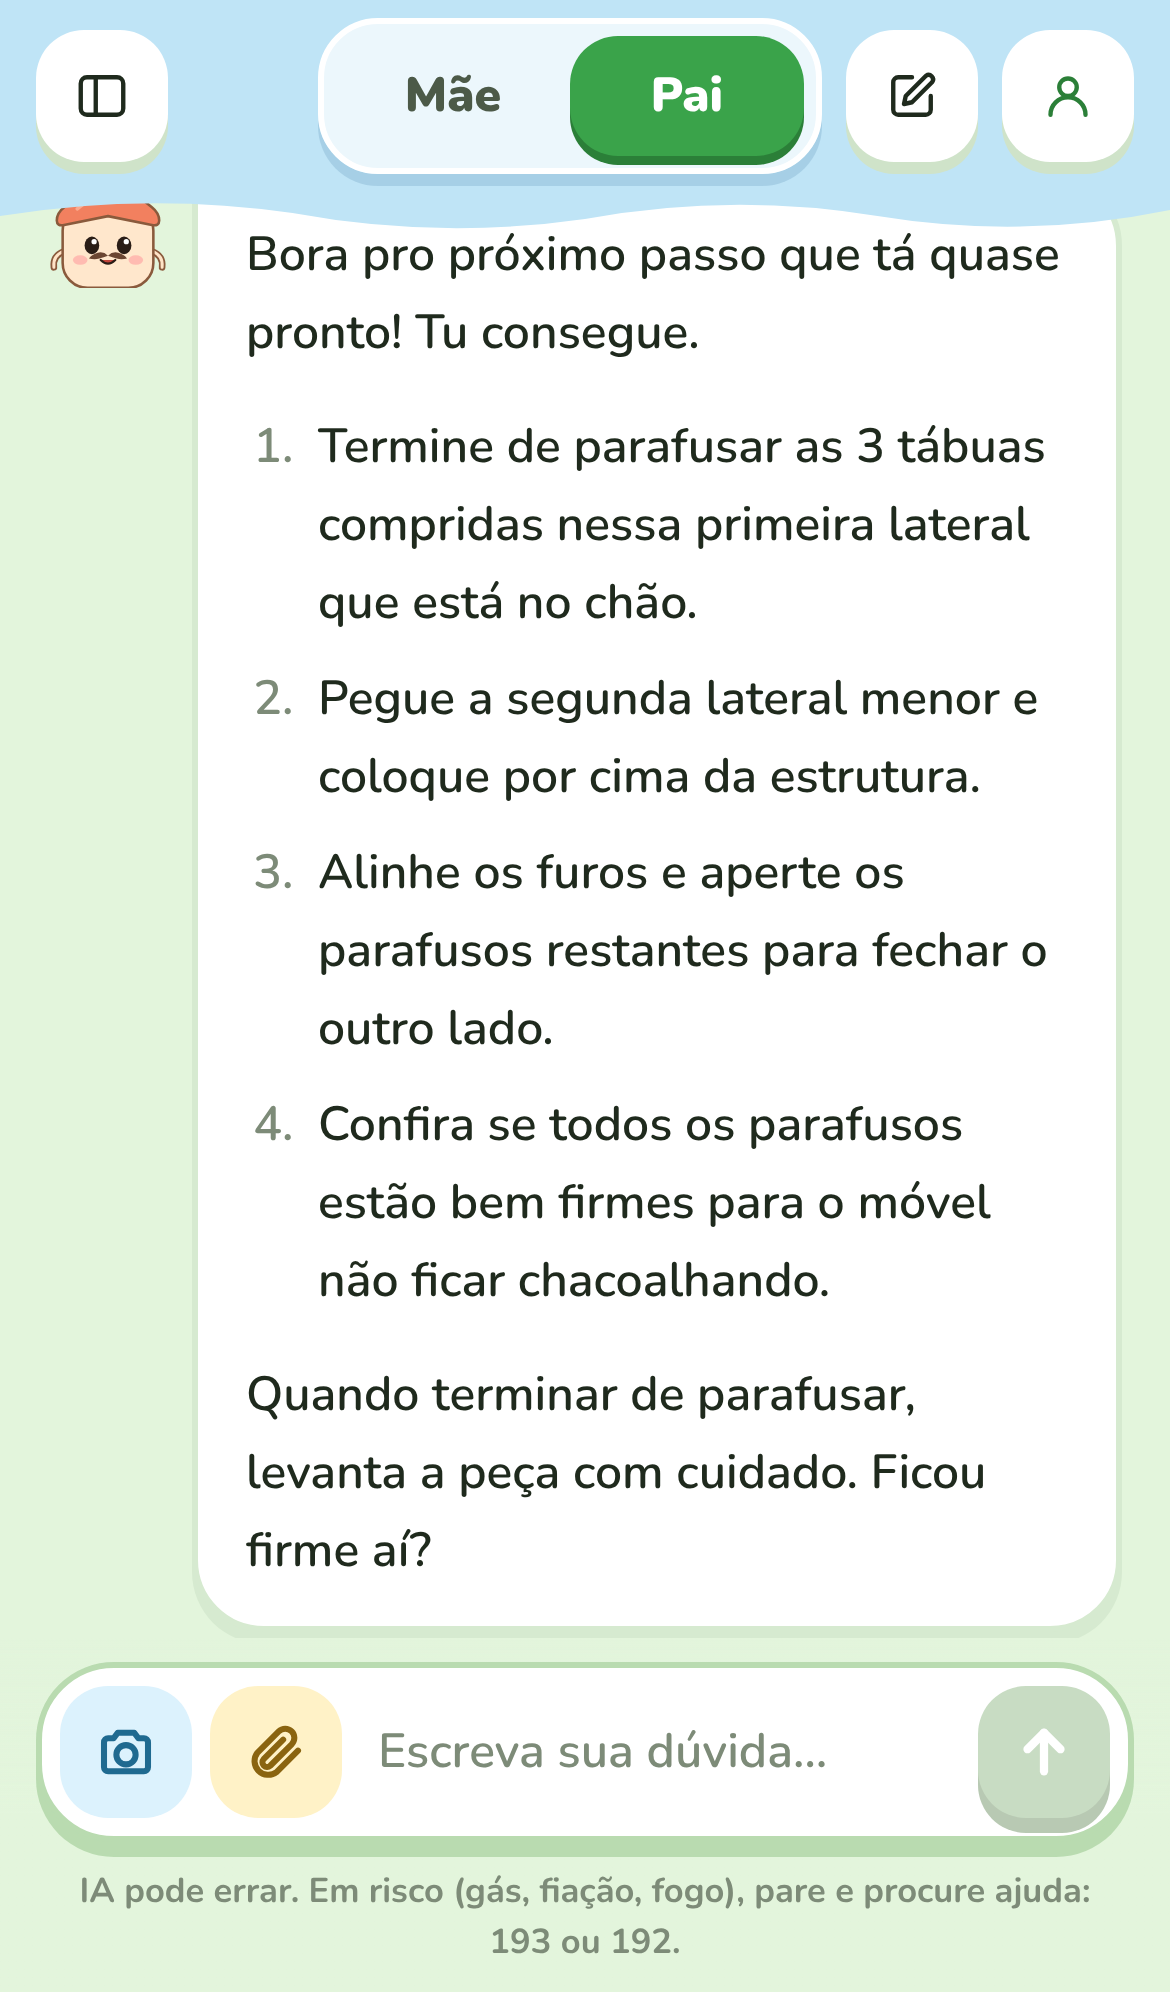 Mãe
Pai
Bora pro próximo passo que tá quase
pronto! Tu consegue.
1. Termine de parafusar as 3 tábuas
compridas nessa primeira lateral
que está no chão.
2. Pegue a segunda lateral menor e
coloque por cima da estrutura.
3. Alinhe os furos e aperte os
parafusos restantes para fechar o
outro lado.
4. Confira se todos os parafusos
estão bem firmes para o móvel
não ficar chacoalhando.
Quando terminar de parafusar,
levanta a peça com cuidado. Ficou
firme aí?
Escreva sua dúvida...
IA pode errar. Em risco (gás, fiação, fogo), pare e procure ajuda:
193 ou 192.